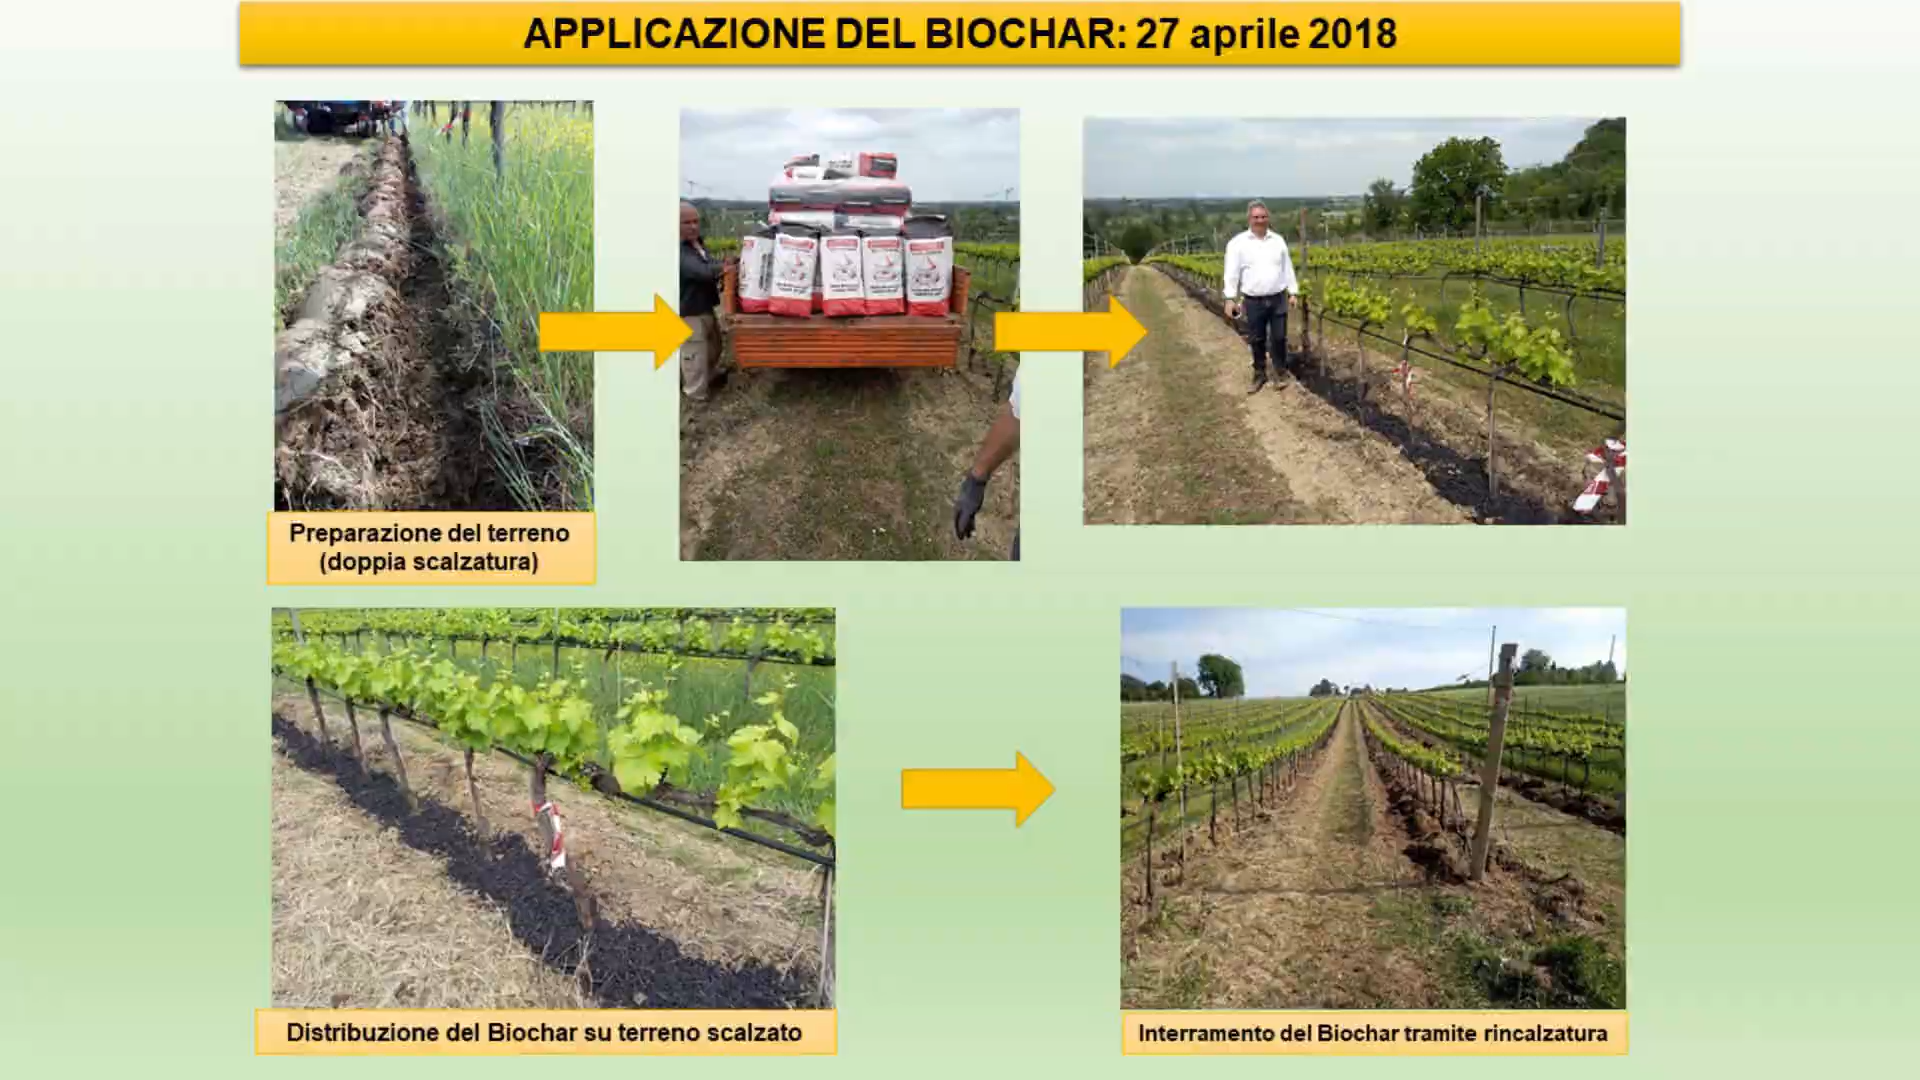 APPLICAZIONE DEL BIOCHAR: 27 aprile 2018
Preparazione del terreno
(doppia scalzatura)
Distribuzione del Biochar su terreno scalzato
Interramento del Biochar tramite rincalzatura